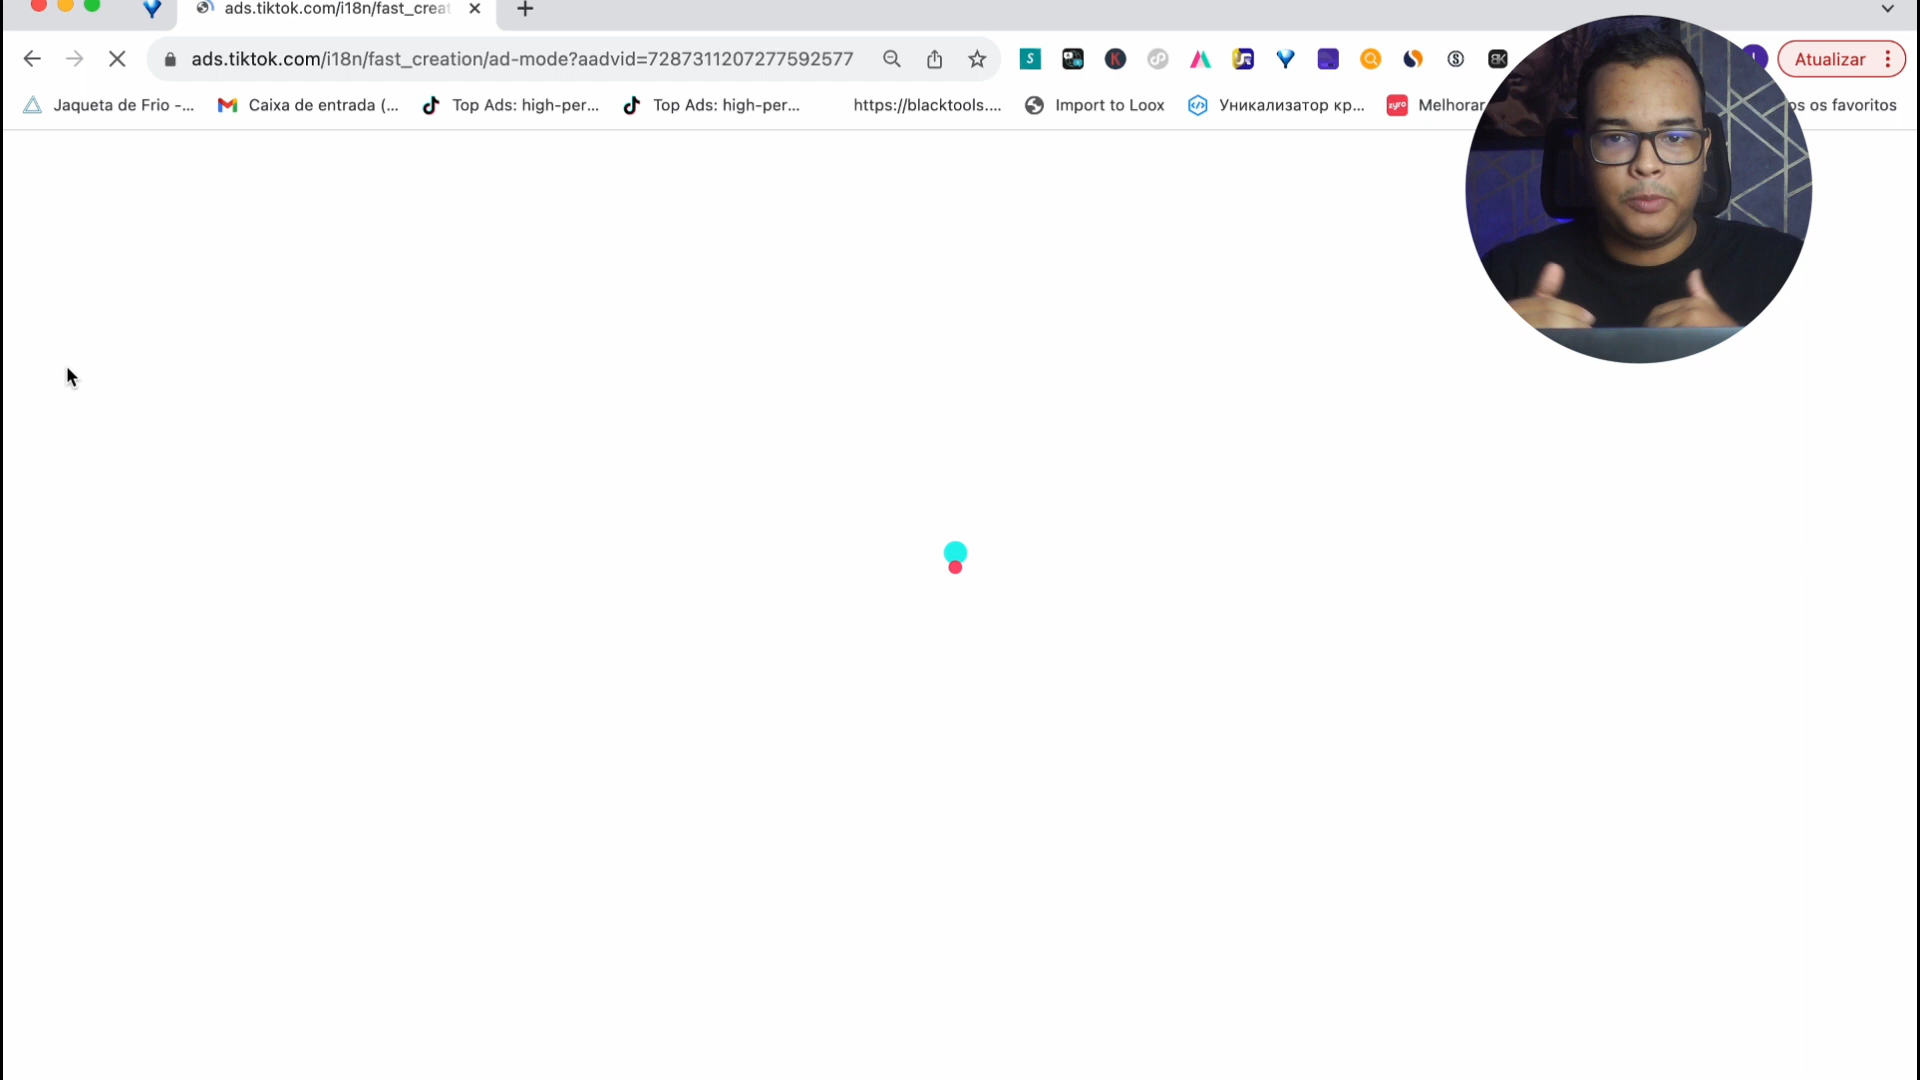 ads.tiktok.com/i18n/fast_creat
ads.tiktok.com/i18n/fast_creation/ad-mode?aadvid=7287311207277592577
S
K
BK
Atualizar
Jaqueta de Frio -...
Caixa de entrada (...
Top Ads: high-per...
Top Ads: high-per...
https://blacktools....
Import to Loox
Уникализатор кр...
zyro
Melhorar
os os favoritos